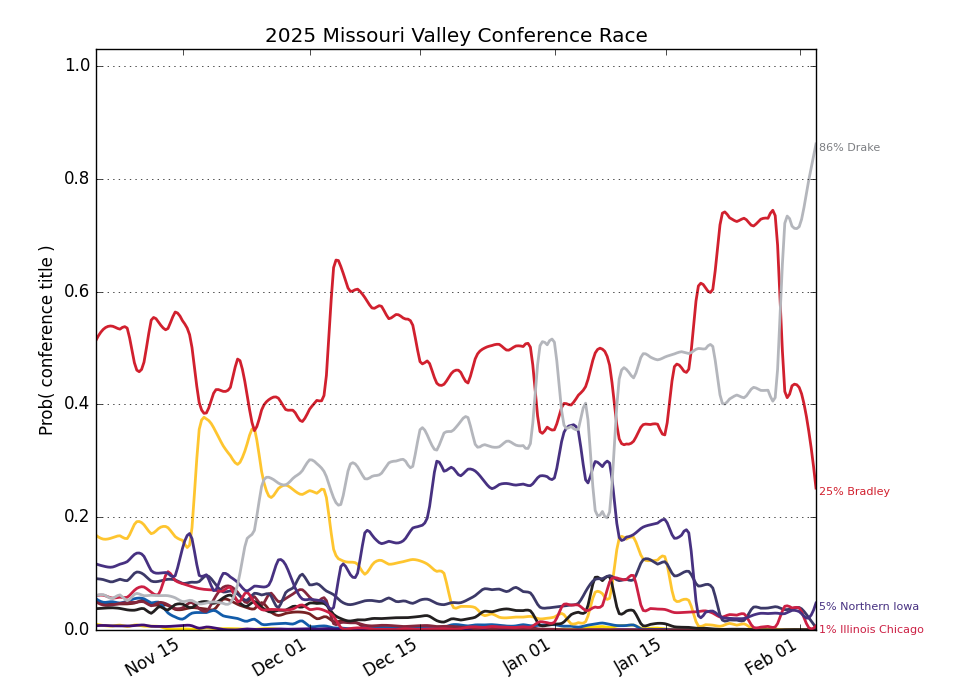 2025 Missouri Valley Conference Race
Prob( conference title )
1.0
0.8
0.6
0.4
0.2
0.0
86% Drake
25% Bradley
5% Northern Iowa
1% Illinois Chicago
Nov 15
Dec 01
Dec 15
Jan 01
Jan 15
Feb 01